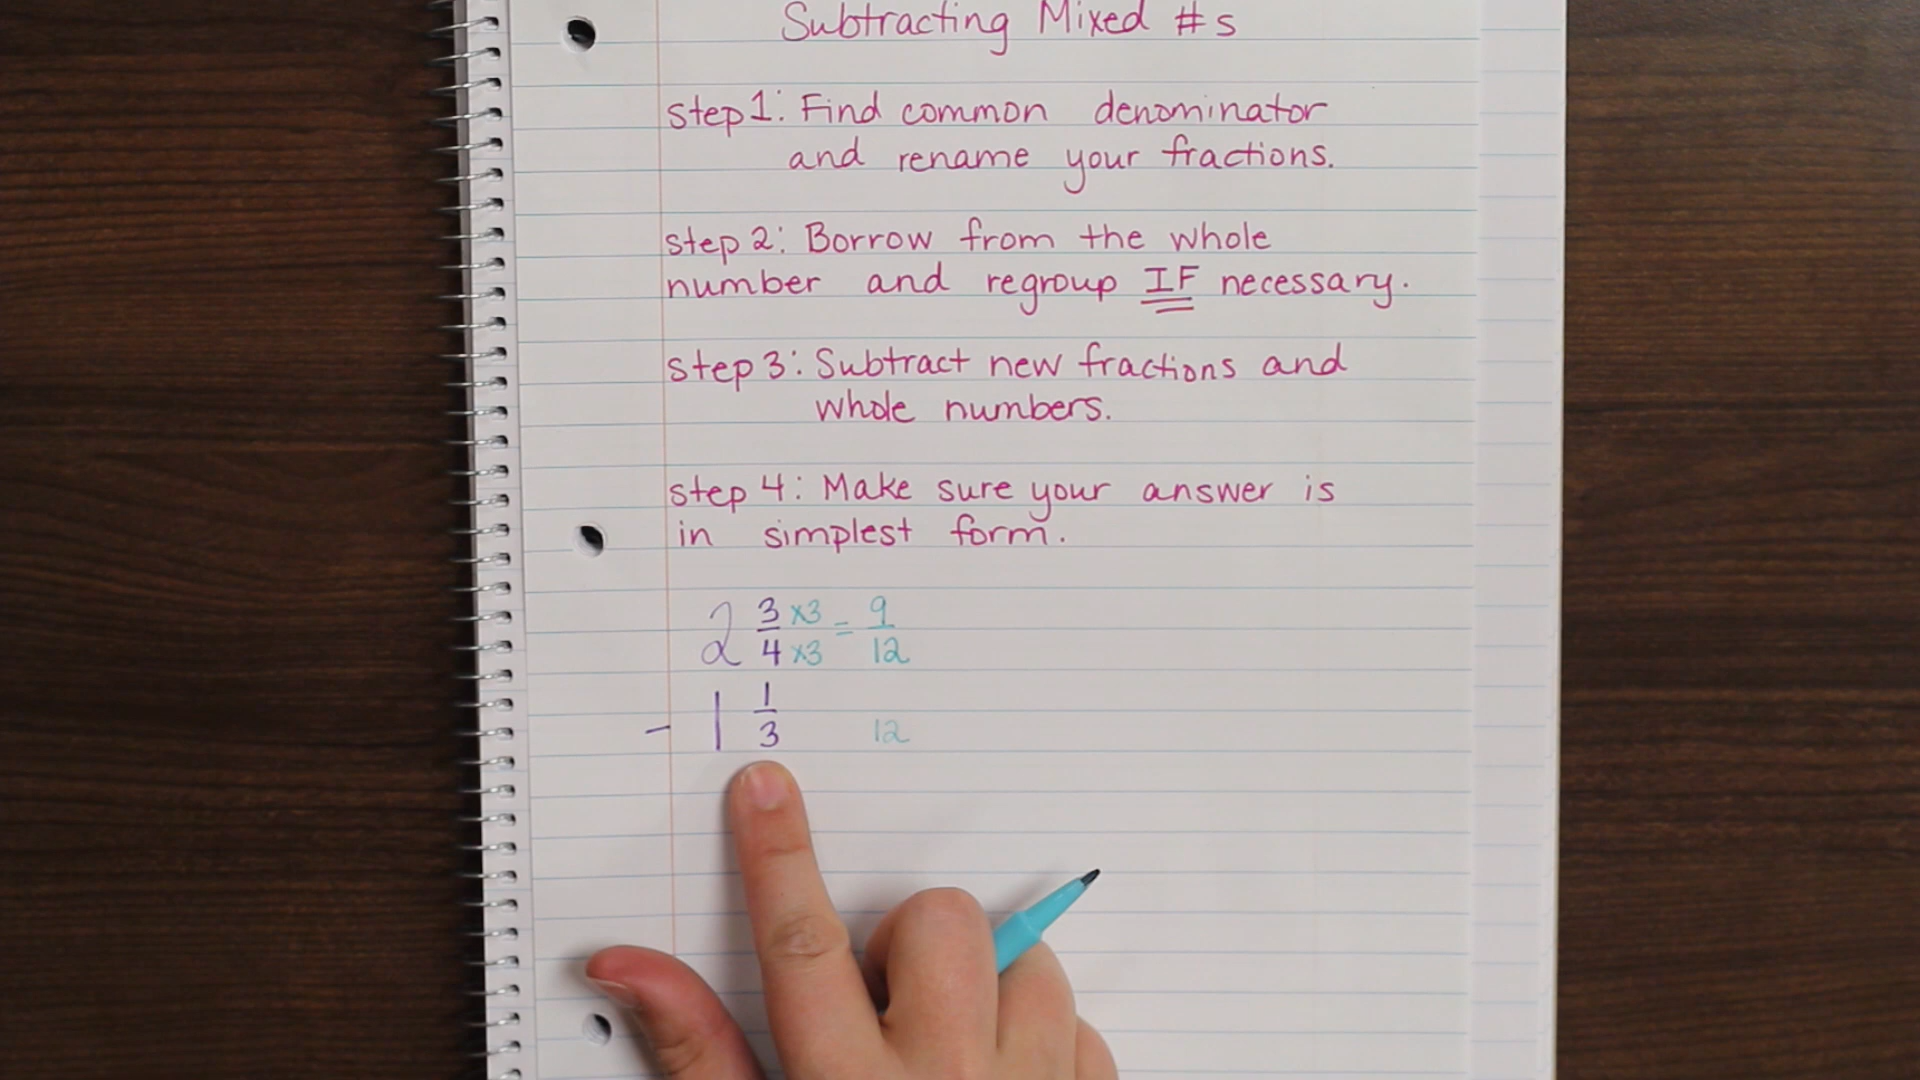 Subtracting Mixed #s
step 1: Find common denominator
and rename your fractions.
step 2: Borrow from the whole
number and regroup IF necessary.
step 3: Subtract new fractions and
whole numbers.
step 4: Make sure your answer is
in simplest form.
2 3/4 x3/x3 = 9/12
- 1 1/3 12